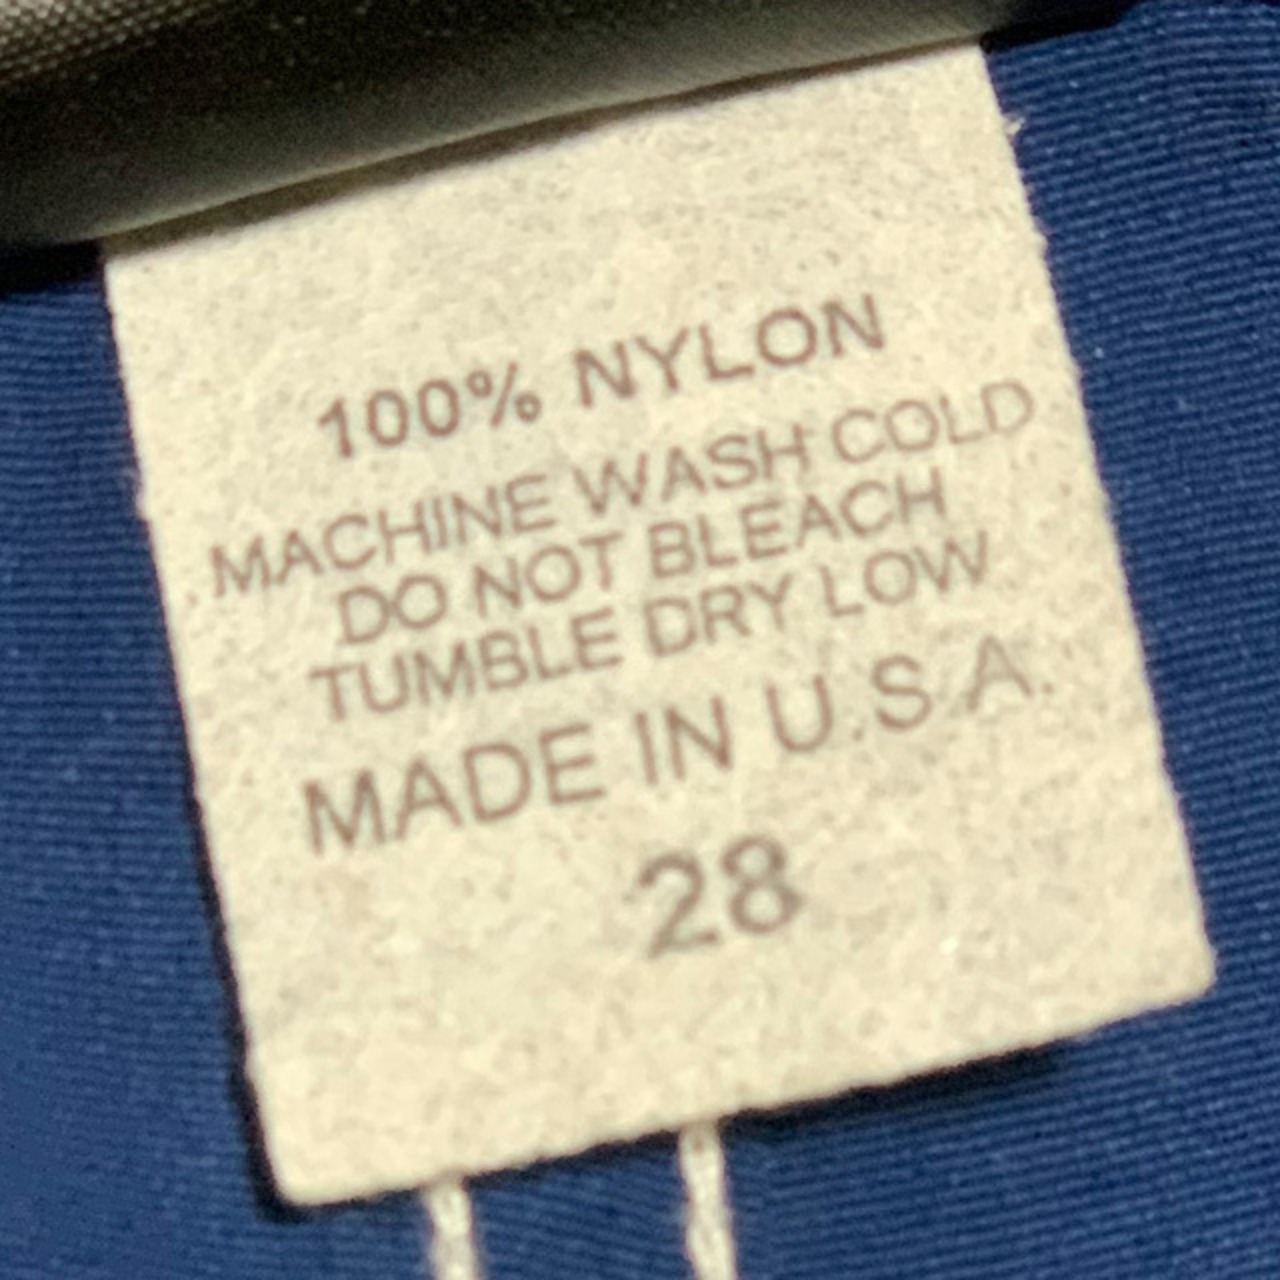 100% NYLON
MACHINE WASH COLD
DO NOT BLEACH
TUMBLE DRY LOW
MADE IN U.S.A.
28